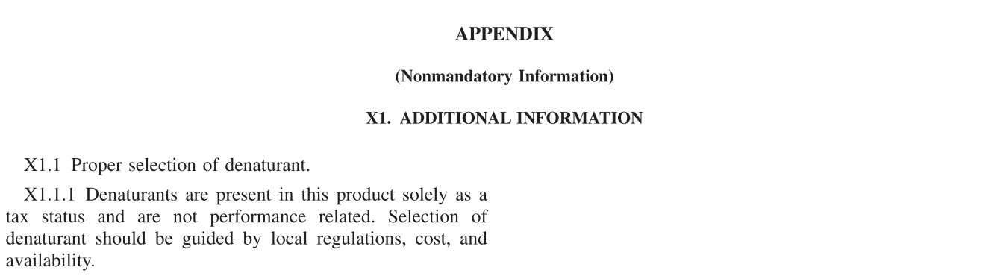 APPENDIX
(Nonmandatory Information)
X1. ADDITIONAL INFORMATION
X1.1 Proper selection of denaturant.
X1.1.1 Denaturants are present in this product solely as a
tax status and are not performance related. Selection of
denaturant should be guided by local regulations, cost, and
availability.